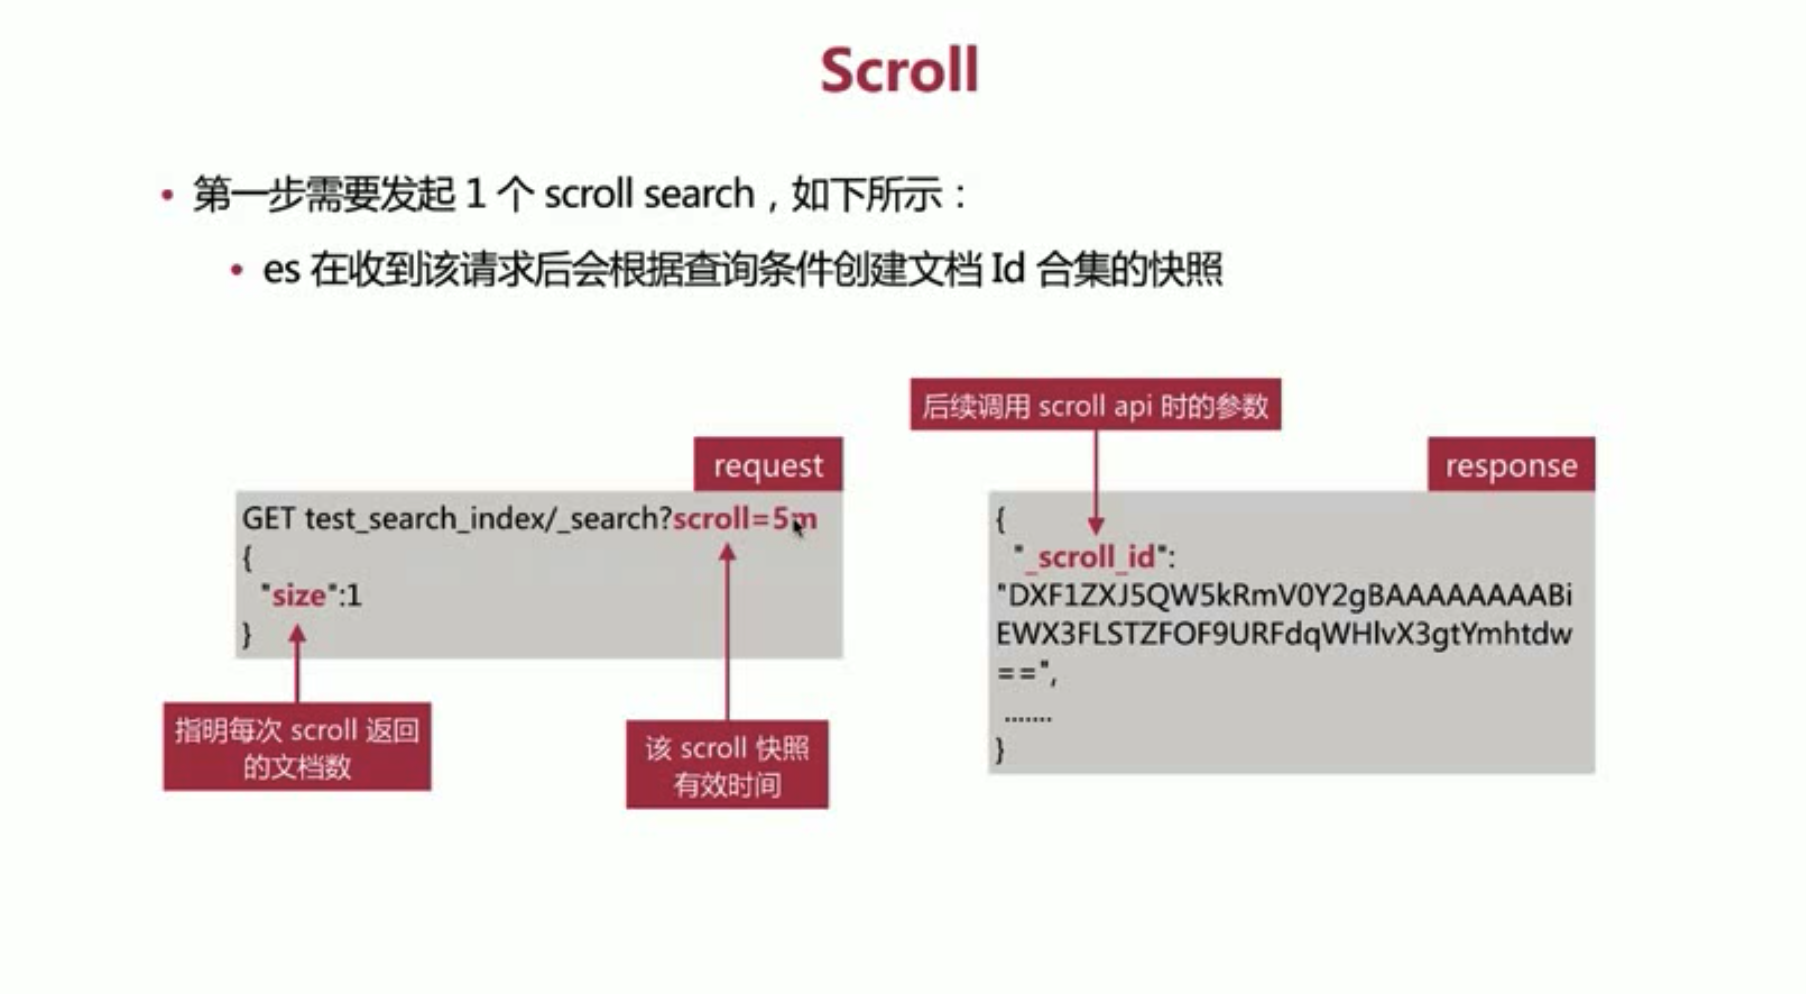 Scroll
• 第一步需要发起 1 个 scroll search，如下所示：
• es 在收到该请求后会根据查询条件创建文档 Id 合集的快照
后续调用 scroll api 时的参数
request
GET test_search_index/_search?scroll=5m
{
"size":1
}
指明每次 scroll 返回
的文档数
该 scroll 快照
有效时间
response
{
"_scroll_id":
"DXF1ZXJ5QW5kRmV0Y2gBAAAAAAAABi
EWX3FLSTZFOF9URFdqWHlvX3gtYmhtdw
==",
.......
}